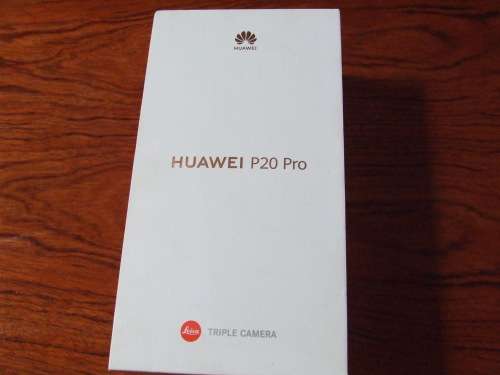 HUAWEI
HUAWEI P20 Pro
Leica TRIPLE CAMERA